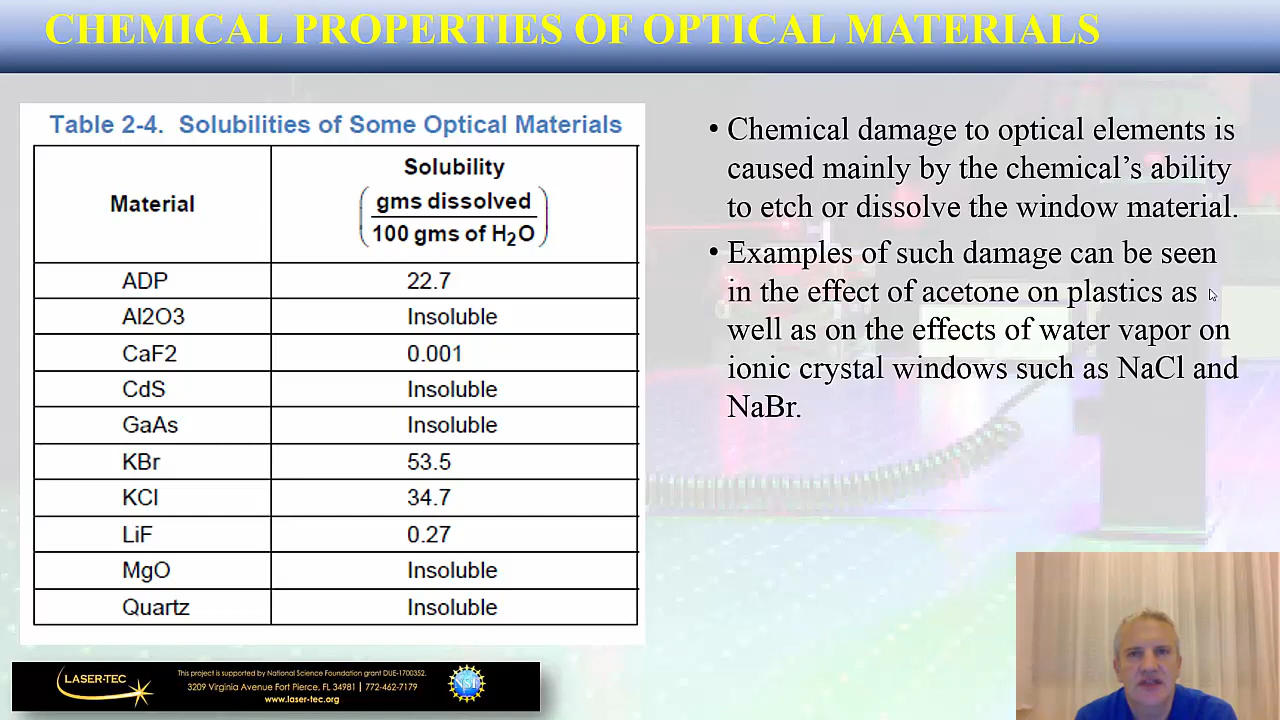 CHEMICAL PROPERTIES OF OPTICAL MATERIALS
Table 2-4. Solubilities of Some Optical Materials
Material
Solubility
(gms dissolved
100 gms of H2O)
ADP 22.7
Al2O3 Insoluble
CaF2 0.001
CdS Insoluble
GaAs Insoluble
KBr 53.5
KCl 34.7
LiF 0.27
MgO Insoluble
Quartz Insoluble
• Chemical damage to optical elements is
caused mainly by the chemical’s ability
to etch or dissolve the window material.
• Examples of such damage can be seen
in the effect of acetone on plastics as
well as on the effects of water vapor on
ionic crystal windows such as NaCl and
NaBr.
LASER-TEC
This project is supported by National Science Foundation grant DUE-1700352.
3209 Virginia Avenue Fort Pierce, FL 34981 | 772-462-7179
www.laser-tec.org
NSF